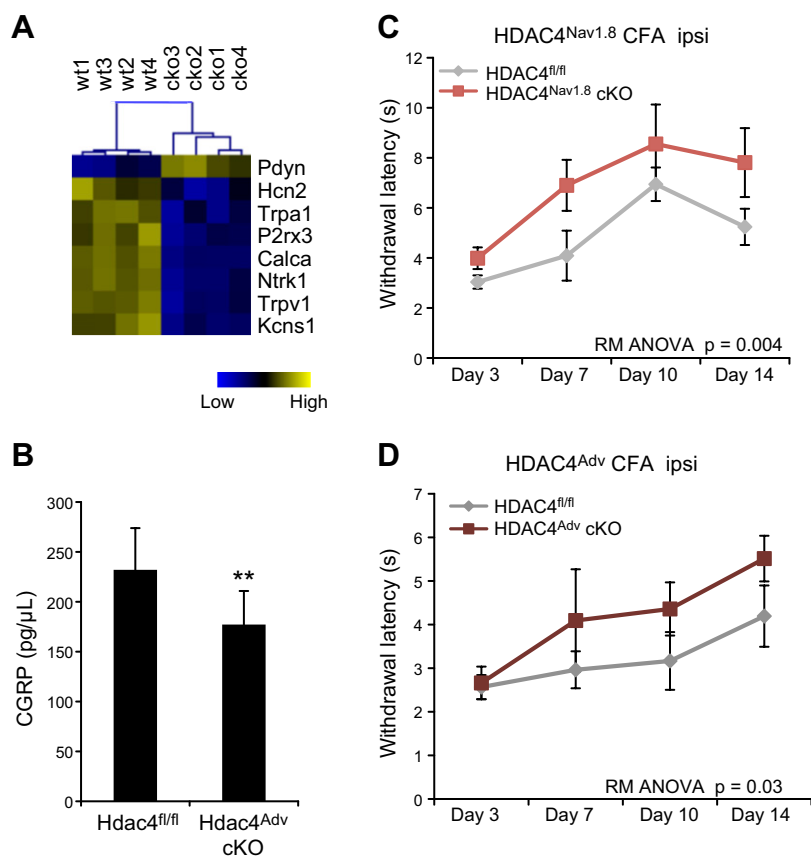 A
wt1 wt3 wt2 wt4 cko3 cko2 cko1 cko4
Pdyn
Hcn2
Trpa1
P2rx3
Calca
Ntrk1
Trpv1
Kcns1
Low High
B
CGRP (pg/µL)
300
250
200
150
100
50
0
**
Hdac4fl/fl Hdac4Adv
cKO
C
HDAC4Nav1.8 CFA ipsi
HDAC4fl/fl
HDAC4Nav1.8 cKO
Withdrawal latency (s)
12
10
8
6
4
2
0
RM ANOVA p = 0.004
Day 3 Day 7 Day 10 Day 14
D
HDAC4Adv CFA ipsi
HDAC4fl/fl
HDAC4Adv cKO
Withdrawal latency (s)
7
6
5
4
3
2
1
0
RM ANOVA p = 0.03
Day 3 Day 7 Day 10 Day 14